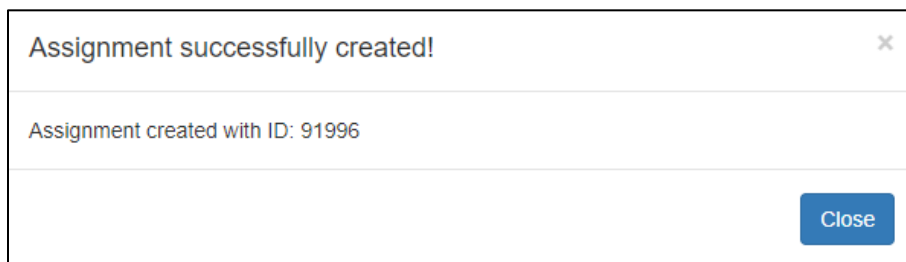 Assignment successfully created!
×
Assignment created with ID: 91996
Close